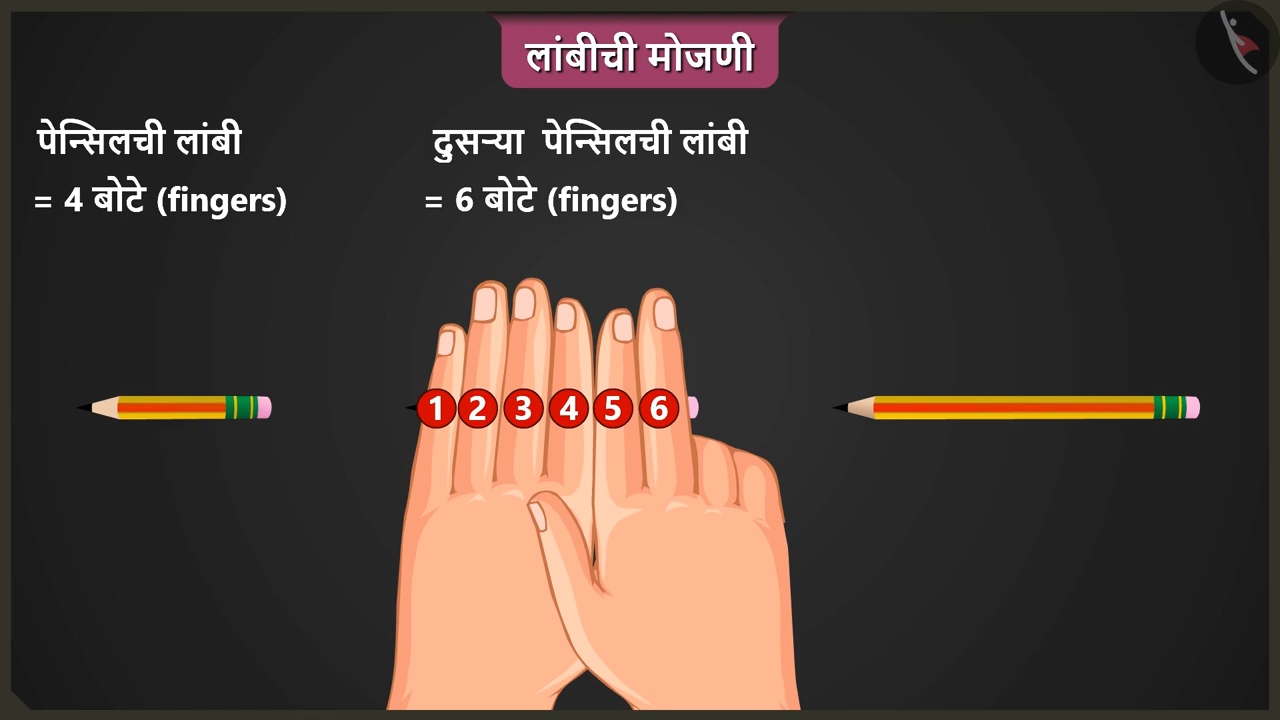 लांबीची मोजणी
पेन्सिलची लांबी
= 4 बोटे (fingers)
दुसऱ्या पेन्सिलची लांबी
= 6 बोटे (fingers)
1 2 3 4 5 6